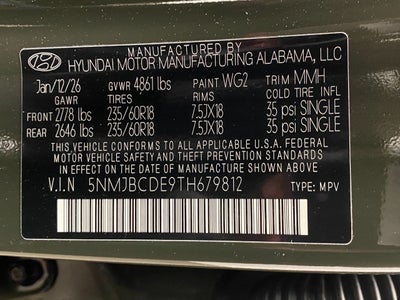 MANUFACTURED BY
HYUNDAI MOTOR MANUFACTURING ALABAMA, LLC
Jan/12/26 GVWR 4861 lbs PAINT WG2 TRIM MMH
GAWR TIRES RIMS COLD TIRE INFL
FRONT 2778 lbs 235/60R18 7.5JX18 35 psi SINGLE
REAR 2646 lbs 235/60R18 7.5JX18 35 psi SINGLE
THIS VEHICLE CONFORMS TO ALL APPLICABLE U.S.A. FEDERAL
MOTOR VEHICLE SAFETY AND THEFT PREVENTION STANDARDS
IN EFFECT ON THE DATE OF MANUFACTURE SHOWN ABOVE.
V.I.N 5NMJBCDE9TH679812 TYPE: MPV